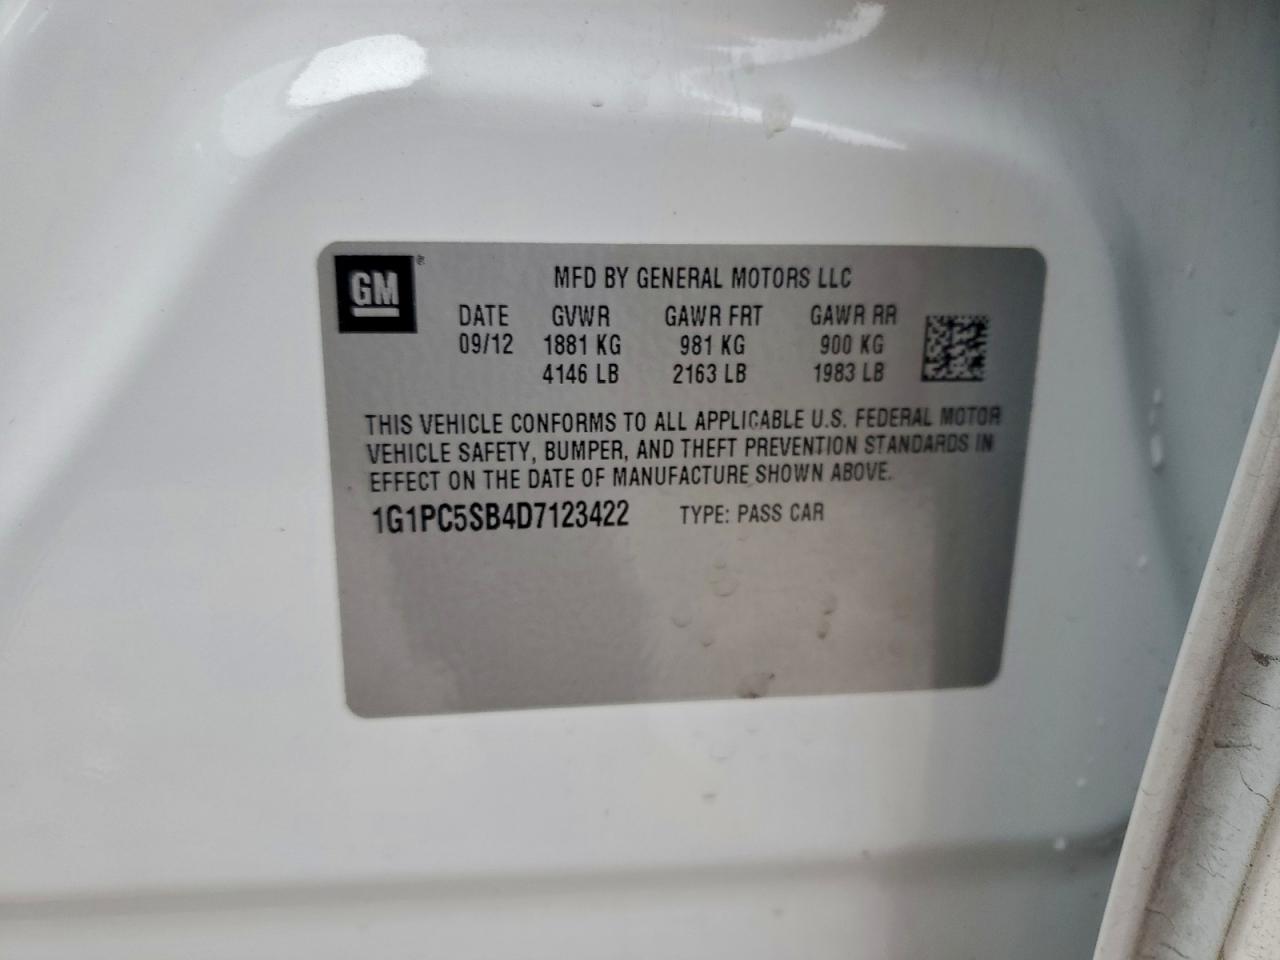 GM®
MFD BY GENERAL MOTORS LLC
DATE GVWR GAWR FRT GAWR RR
09/12 1881 KG 981 KG 900 KG
4146 LB 2163 LB 1983 LB
THIS VEHICLE CONFORMS TO ALL APPLICABLE U.S. FEDERAL MOTOR
VEHICLE SAFETY, BUMPER, AND THEFT PREVENTION STANDARDS IN
EFFECT ON THE DATE OF MANUFACTURE SHOWN ABOVE.
1G1PC5SB4D7123422 TYPE: PASS CAR